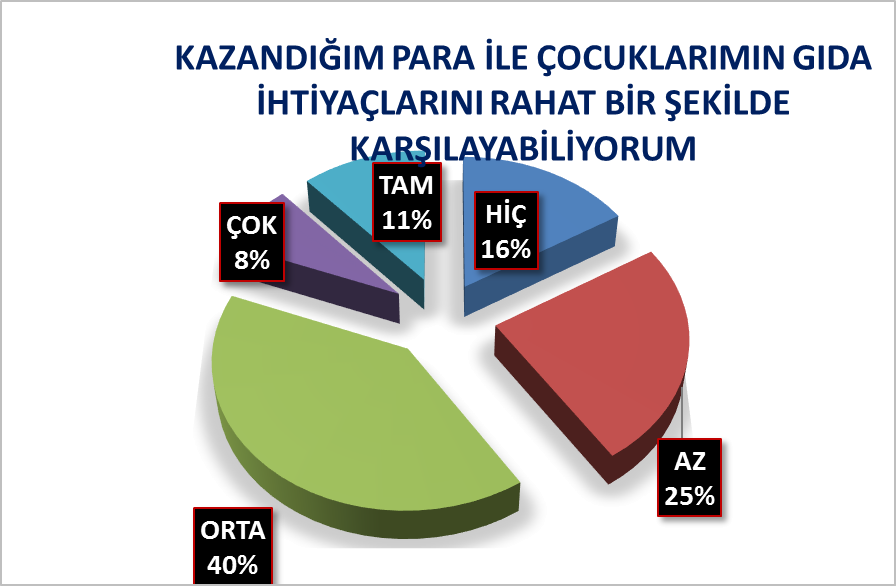 KAZANDIĞIM PARA İLE ÇOCUKLARIMIN GIDA
İHTİYAÇLARINI RAHAT BİR ŞEKİLDE
KARŞILAYABİLİYORUM
TAM
11%
HİÇ
16%
ÇOK
8%
AZ
25%
ORTA
40%